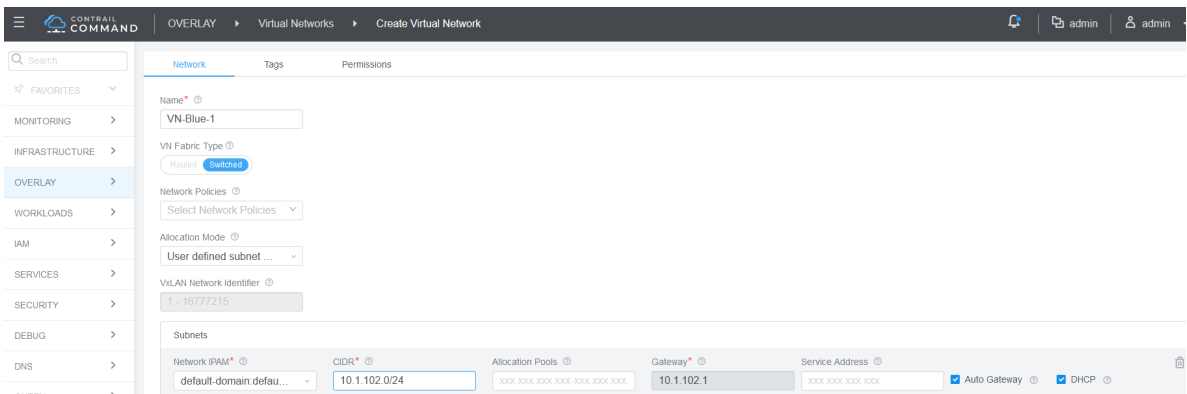 CONTRAIL COMMAND OVERLAY Virtual Networks Create Virtual Network admin admin
Search
FAVORITES
MONITORING
INFRASTRUCTURE
OVERLAY
WORKLOADS
IAM
SERVICES
SECURITY
DEBUG
DNS
Network Tags Permissions
Name*
VN-Blue-1
VN Fabric Type
Routed Switched
Network Policies
Select Network Policies
Allocation Mode
User defined subnet ...
VxLAN Network Identifier
1 - 16777215
Subnets
Network IPAM* CIDR* Allocation Pools Gateway* Service Address
default-domain:defau... 10.1.102.0/24 xxx.xxx.xxx.xxx-xxx.xxx.xxx 10.1.102.1 xxx.xxx.xxx.xxx Auto Gateway DHCP